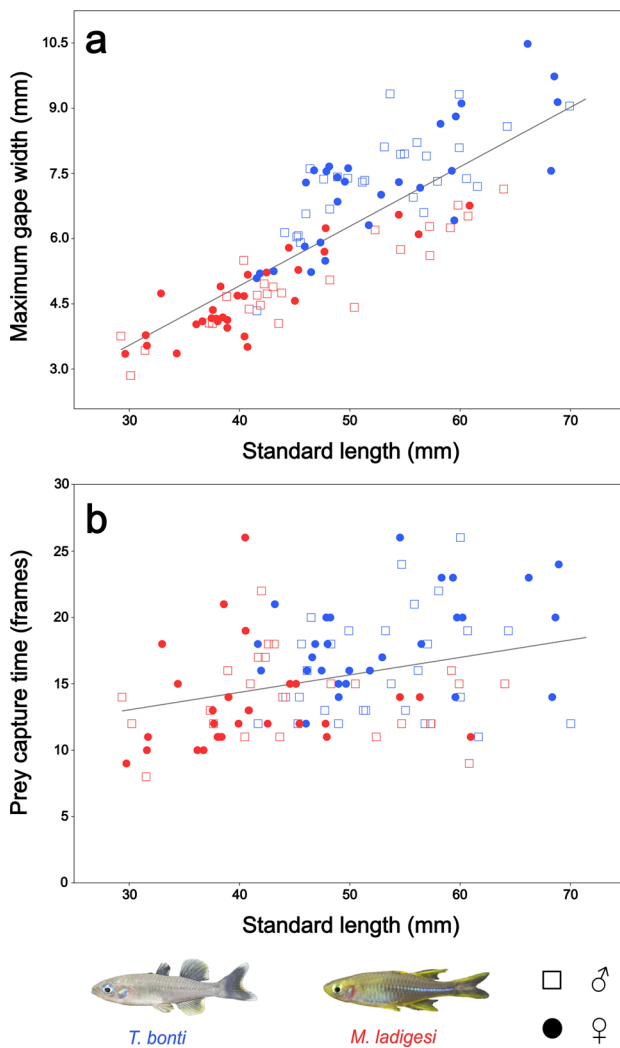 a
Maximum gape width (mm)
10.5
9.0
7.5
6.0
4.5
3.0
30 40 50 60 70
Standard length (mm)
b
Prey capture time (frames)
30
25
20
15
10
5
0
30 40 50 60 70
Standard length (mm)
♂
T. bonti M. ladigesi ♀